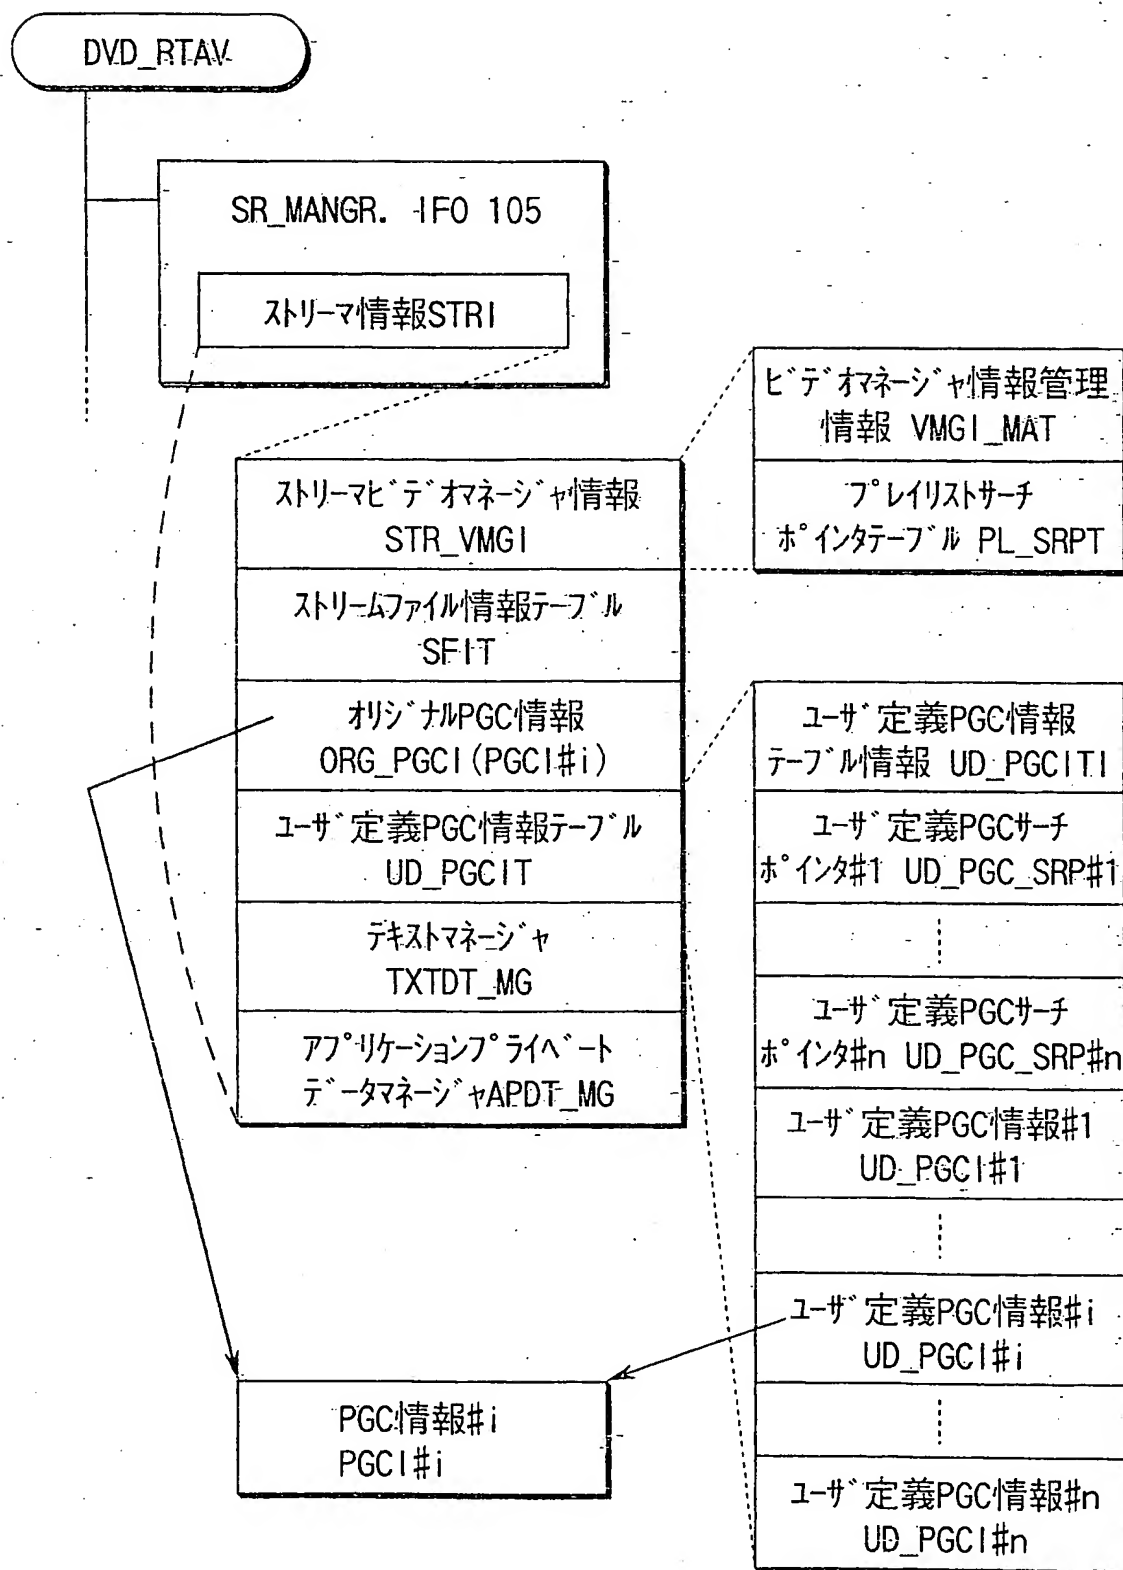 DVD_RTAV
SR_MANGR. IFO 105
ストリーマ情報STRI
ビデオマネージャ情報管理
情報 VMGI_MAT
プレイリストサーチ
ポインタテーブル PL_SRPT
ストリーマビデオマネージャ情報
STR_VMGI
ストリームファイル情報テーブル
SFIT
オリジナルPGC情報
ORG_PGCI(PGCI#i)
ユーザ定義PGC情報テーブル
UD_PGCIT
テキストマネージャ
TXTDT_MG
アプリケーションプライベート
データマネージャAPDT_MG
ユーザ定義PGC情報
テーブル情報 UD_PGCITI
ユーザ定義PGCサーチ
ポインタ#1 UD_PGC_SRP#1
ユーザ定義PGCサーチ
ポインタ#n UD_PGC_SRP#n
ユーザ定義PGC情報#1
UD_PGCI#1
ユーザ定義PGC情報#i
UD_PGCI#i
ユーザ定義PGC情報#n
UD_PGCI#n
PGC情報#i
PGCI#i